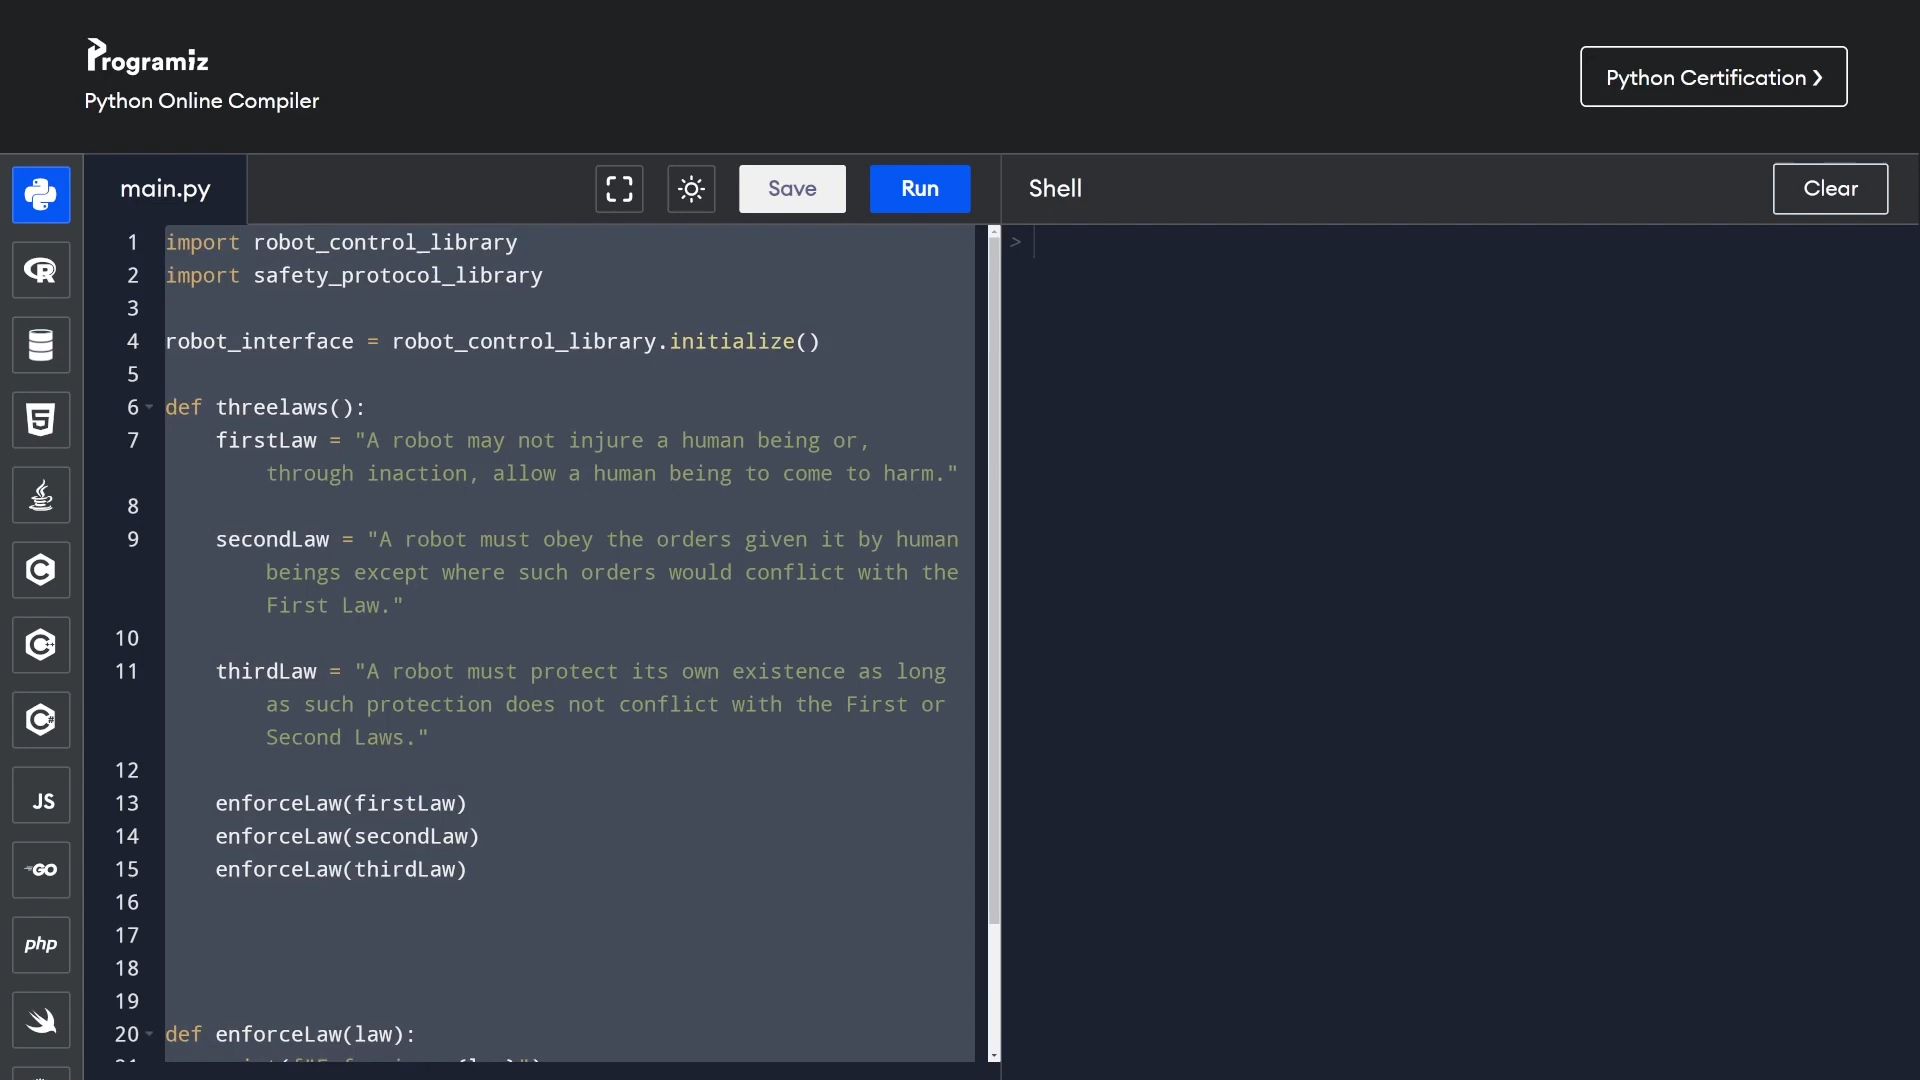 Programiz
Python Online Compiler
Python Certification ❯
main.py
Save
Run
Shell
Clear
1 import robot_control_library
2 import safety_protocol_library
3
4 robot_interface = robot_control_library.initialize()
5
6 def threelaws():
7 firstLaw = "A robot may not injure a human being or,
through inaction, allow a human being to come to harm."
8
9 secondLaw = "A robot must obey the orders given it by human
beings except where such orders would conflict with the
First Law."
10
11 thirdLaw = "A robot must protect its own existence as long
as such protection does not conflict with the First or
Second Laws."
12
13 enforceLaw(firstLaw)
14 enforceLaw(secondLaw)
15 enforceLaw(thirdLaw)
16
17
18
19
20 def enforceLaw(law):
>
R
5
C
C++
C#
JS
GO
php